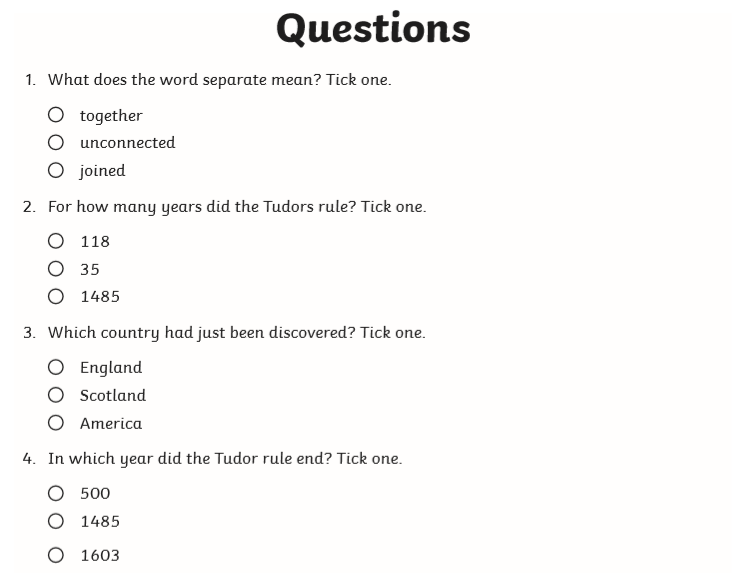 Questions
1. What does the word separate mean? Tick one.
together
unconnected
joined
2. For how many years did the Tudors rule? Tick one.
118
35
1485
3. Which country had just been discovered? Tick one.
England
Scotland
America
4. In which year did the Tudor rule end? Tick one.
500
1485
1603